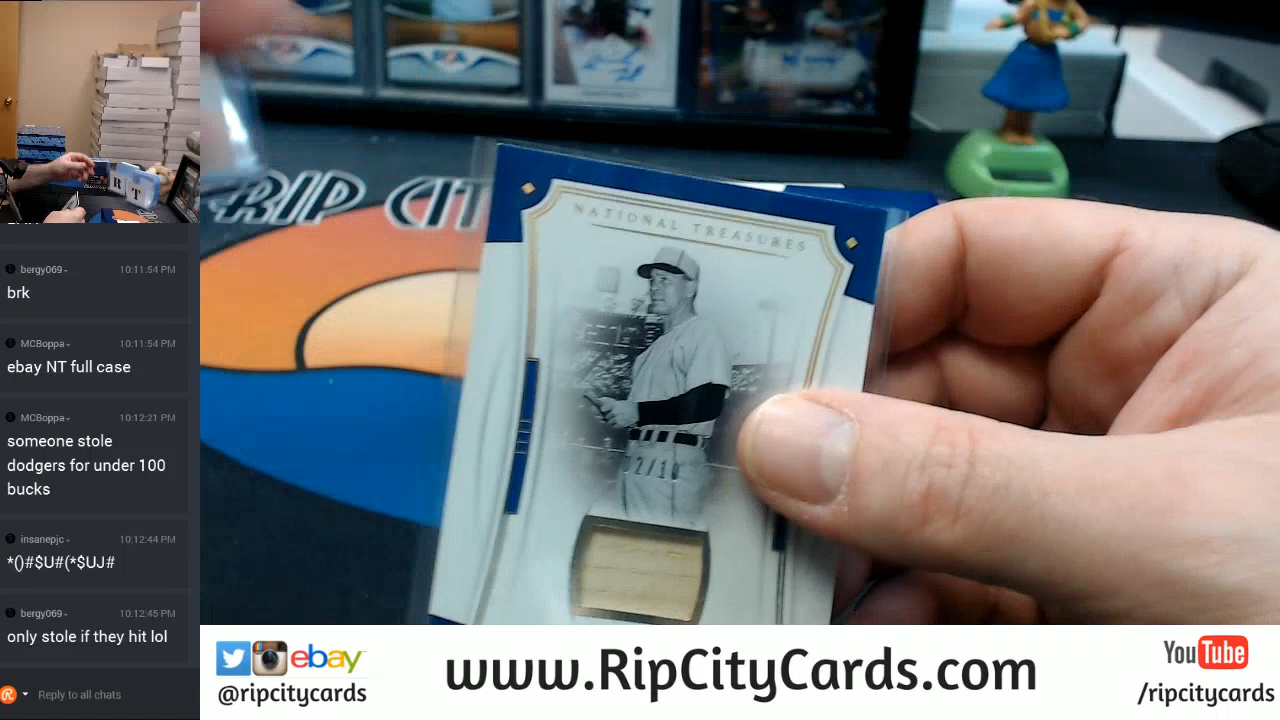 bergy069
10:11:54 PM
brk
MCBoppa
10:11:54 PM
ebay NT full case
MCBoppa
10:12:21 PM
someone stole
dodgers for under 100
bucks
insanepjc
10:12:44 PM
*()#$U#(*$UJ#
bergy069
10:12:45 PM
only stole if they hit lol
Reply to all chats
R T
RIP CIT
NATIONAL TREASURES
ebay
@ripcitycards
www.RipCityCards.com
YouTube
/ripcitycards